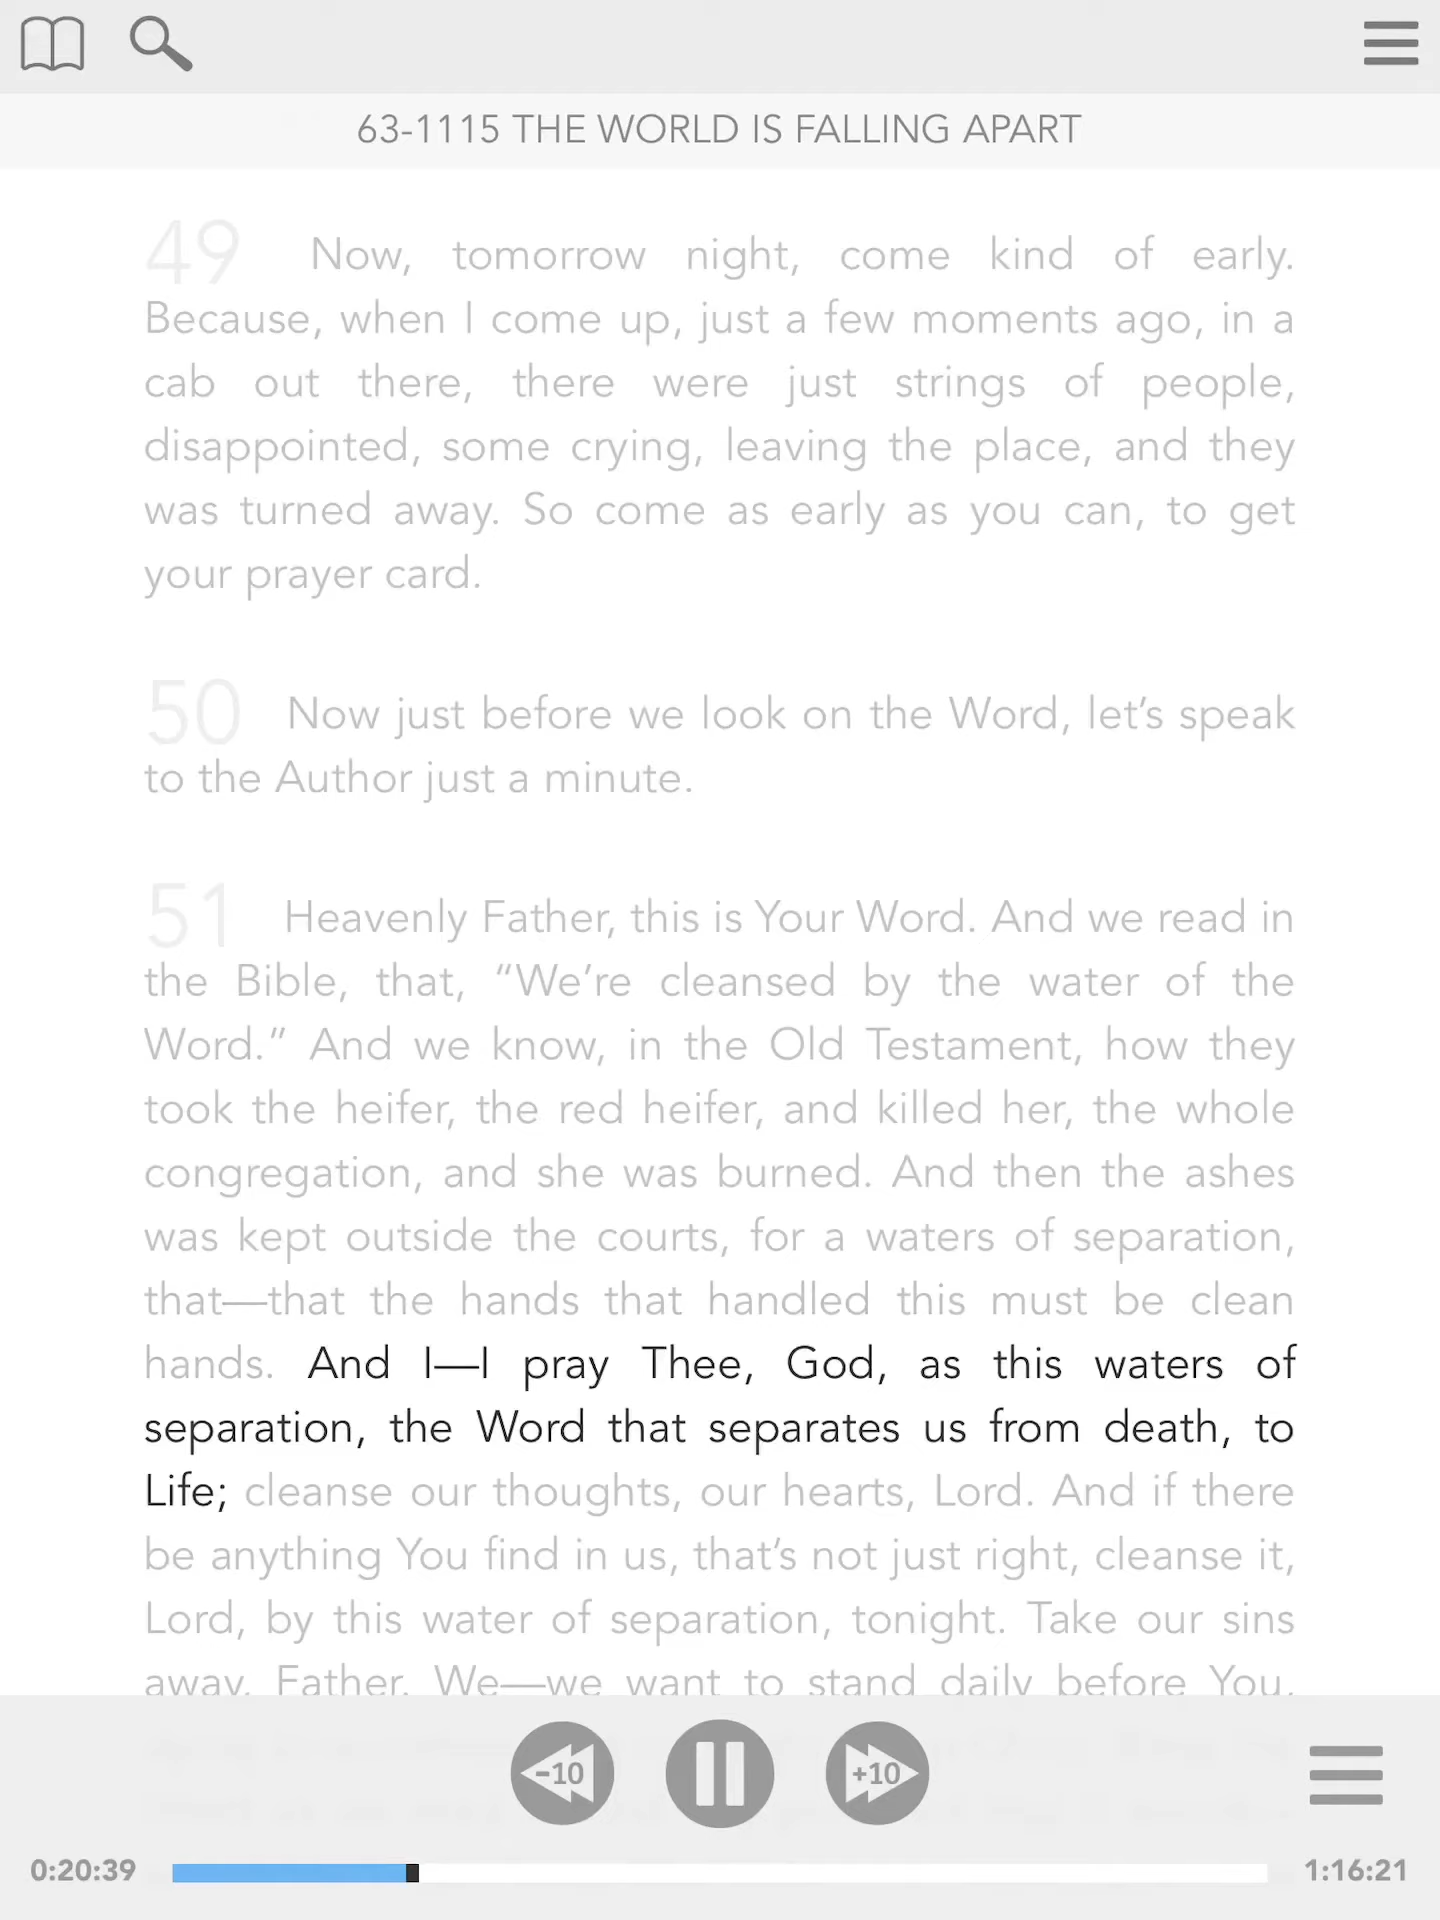 63-1115 THE WORLD IS FALLING APART
49 Now, tomorrow night, come kind of early.
Because, when I come up, just a few moments ago, in a
cab out there, there were just strings of people,
disappointed, some crying, leaving the place, and they
was turned away. So come as early as you can, to get
your prayer card.
50 Now just before we look on the Word, let’s speak
to the Author just a minute.
51 Heavenly Father, this is Your Word. And we read in
the Bible, that, “We’re cleansed by the water of the
Word.” And we know, in the Old Testament, how they
took the heifer, the red heifer, and killed her, the whole
congregation, and she was burned. And then the ashes
was kept outside the courts, for a waters of separation,
that—that the hands that handled this must be clean
hands. And I—I pray Thee, God, as this waters of
separation, the Word that separates us from death, to
Life; cleanse our thoughts, our hearts, Lord. And if there
be anything You find in us, that’s not just right, cleanse it,
Lord, by this water of separation, tonight. Take our sins
away, Father. We—we want to stand daily before You,
-10 +10
0:20:39 1:16:21